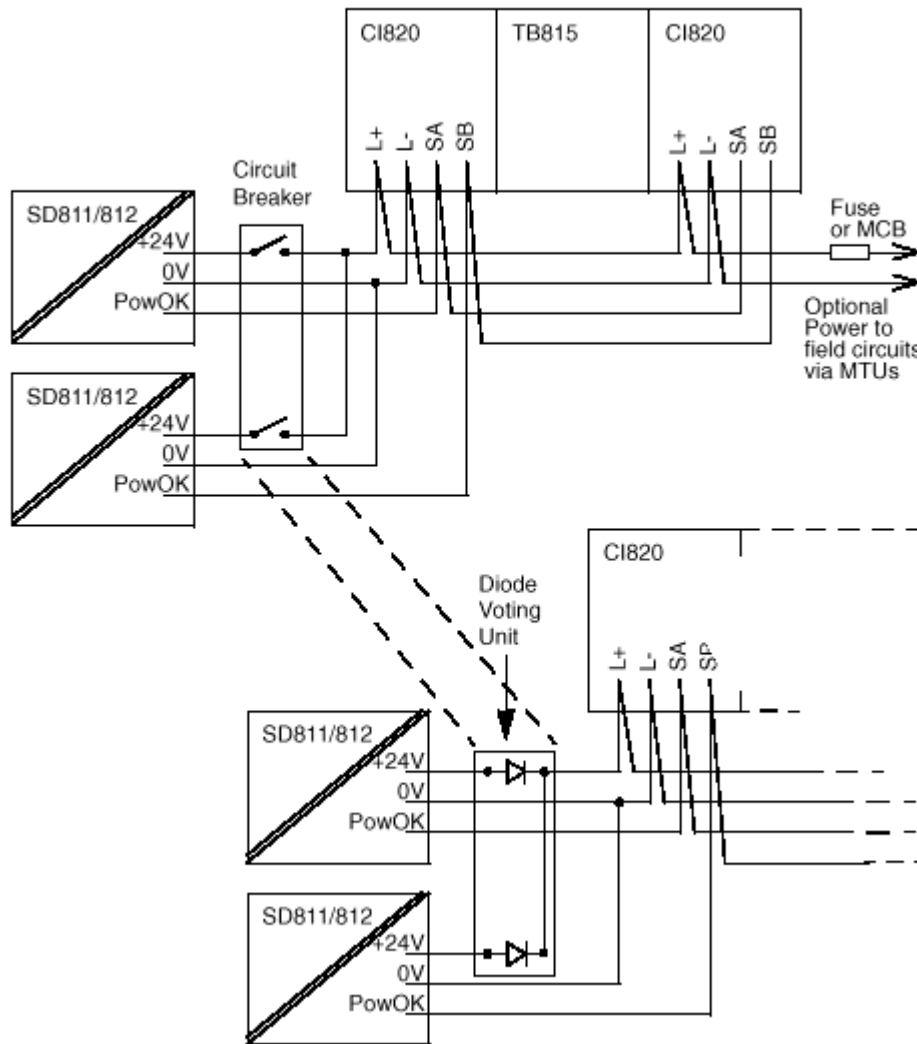 CI820
TB815
CI820
L+
L-
SA
SB
L+
L-
SA
SB
Circuit
Breaker
SD811/812
+24V
0V
PowOK
Fuse
or MCB
Optional
Power to
field circuits
via MTUs
SD811/812
+24V
0V
PowOK
CI820
Diode
Voting
Unit
L+
L-
SA
SP
SD811/812
+24V
0V
PowOK
SD811/812
+24V
0V
PowOK